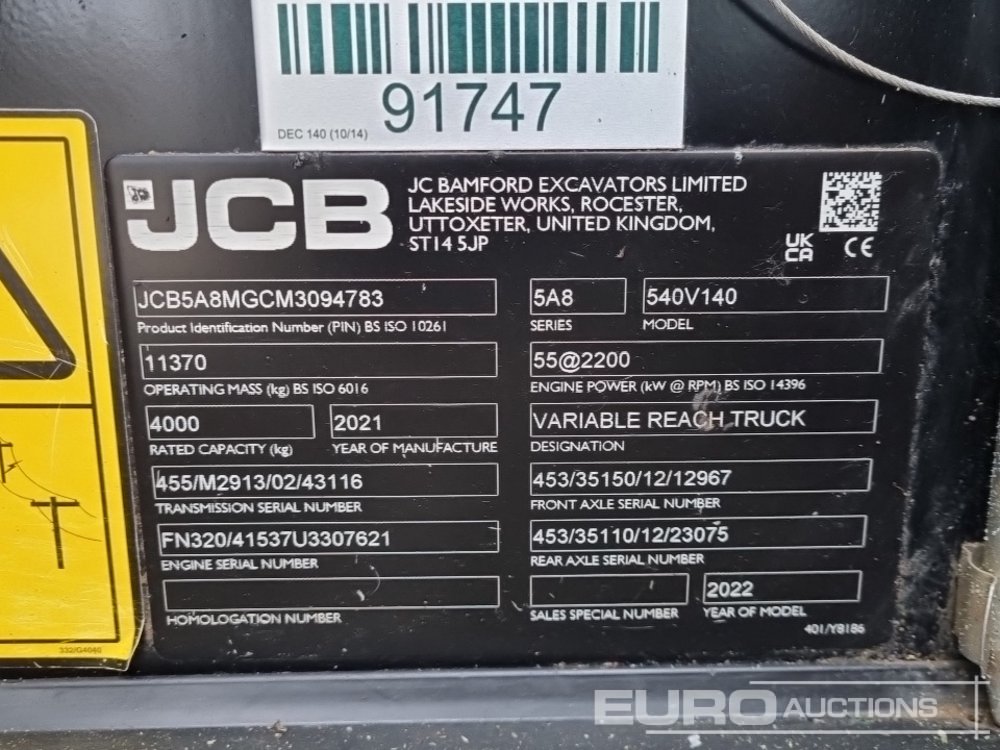 91747
DEC 140 (10/14)
JCB
JC BAMFORD EXCAVATORS LIMITED
LAKESIDE WORKS, ROCESTER,
UTTOXETER, UNITED KINGDOM,
ST14 5JP
UK
CA
CE
JCB5A8MGCM3094783
Product Identification Number (PIN) BS ISO 10261
5A8
SERIES
540V140
MODEL
11370
OPERATING MASS (kg) BS ISO 6016
55@2200
ENGINE POWER (kW @ RPM) BS ISO 14396
4000
RATED CAPACITY (kg)
2021
YEAR OF MANUFACTURE
VARIABLE REACH TRUCK
DESIGNATION
455/M2913/02/43116
TRANSMISSION SERIAL NUMBER
453/35150/12/12967
FRONT AXLE SERIAL NUMBER
FN320/41537U3307621
ENGINE SERIAL NUMBER
453/35110/12/23075
REAR AXLE SERIAL NUMBER
HOMOLOGATION NUMBER
SALES SPECIAL NUMBER
2022
YEAR OF MODEL
401/Y8186
332/G4040
EURO AUCTIONS